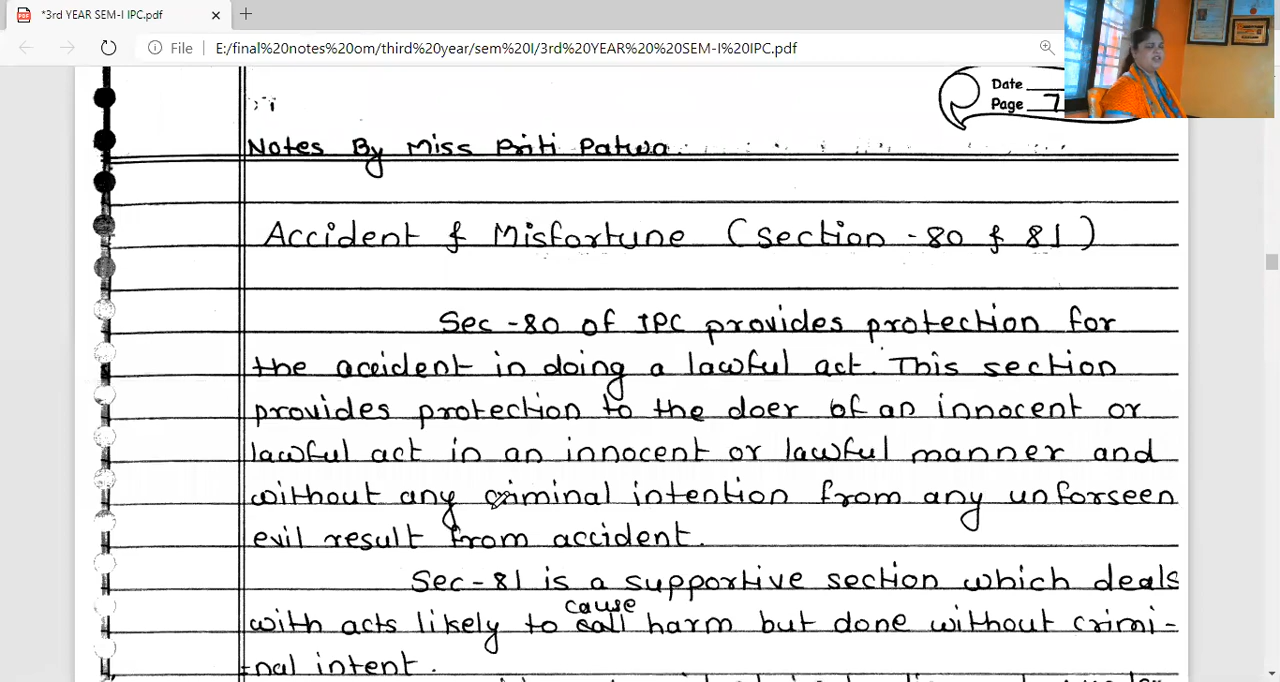 *3rd YEAR SEM-I IPC.pdf
File E:/final%20notes%20om/third%20year/sem%20I/3rd%20YEAR%20%20SEM-I%20IPC.pdf
Date
Page 7
Notes By Miss Priti Patwa
Accident & Misfortune (section -80 & 81)
Sec -80 of IPC provides protection for
the accident in doing a lawful act. This section
provides protection to the doer of an innocent or
lawful act in an innocent or lawful manner and
without any criminal intention from any unforseen
evil result from accident.
Sec -81 is a supportive section which deals
cause
with acts likely to call harm but done without crimi-
nal intent.